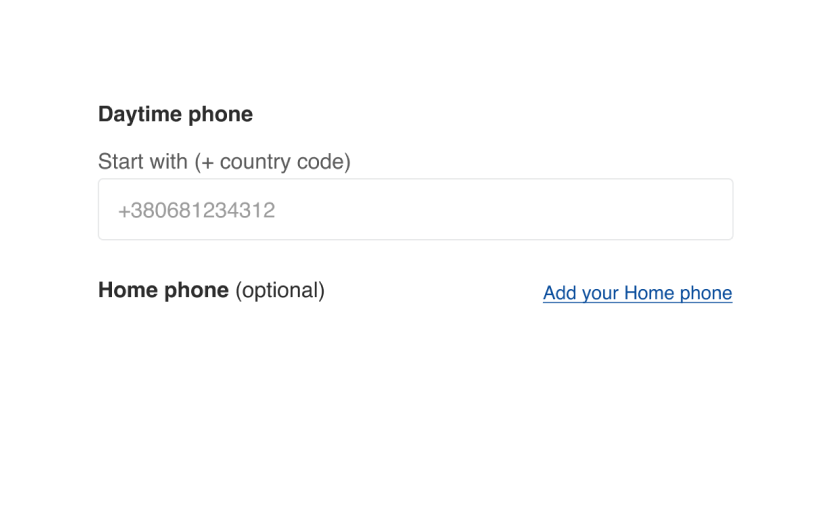 Daytime phone
Start with (+ country code)
+380681234312
Home phone (optional)
Add your Home phone